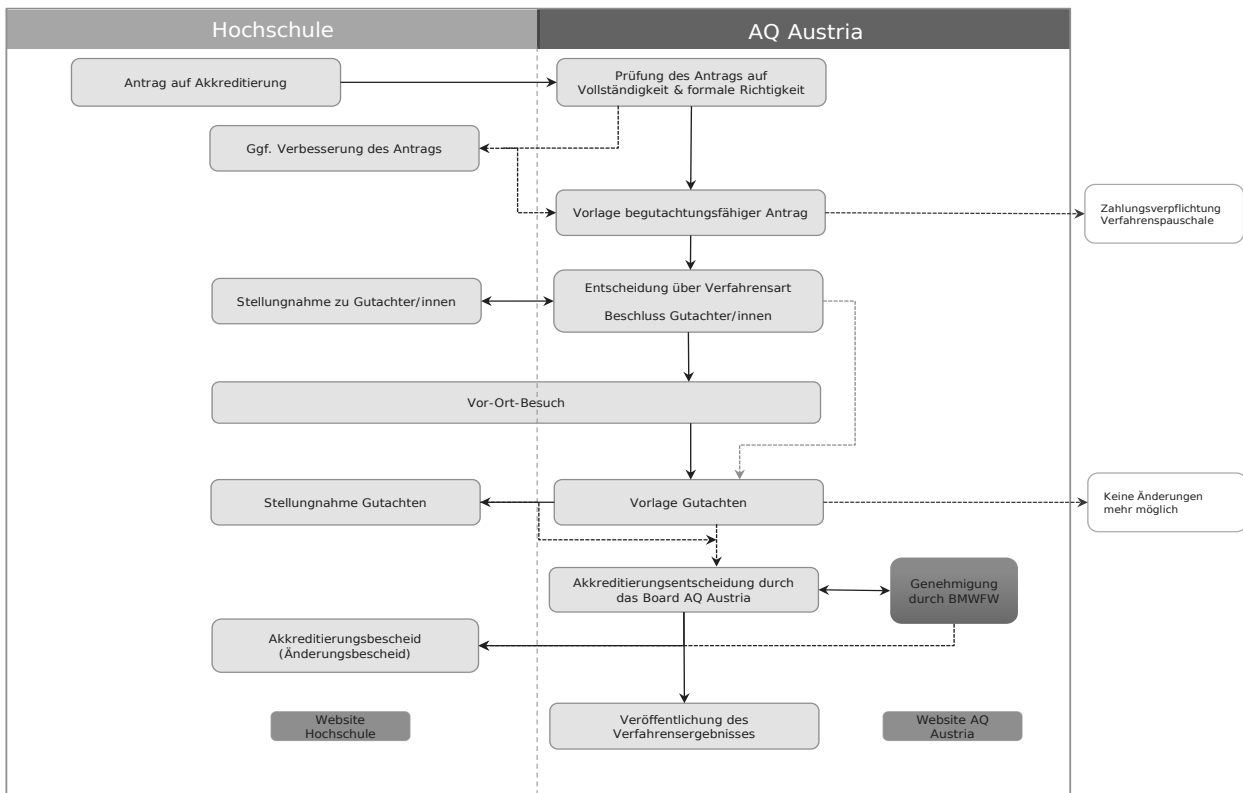 Hochschule
AQ Austria
Antrag auf Akkreditierung
Prüfung des Antrags auf
Vollständigkeit & formale Richtigkeit
Ggf. Verbesserung des Antrags
Vorlage begutachtungsfähiger Antrag
Zahlungsverpflichtung
Verfahrenspauschale
Stellungnahme zu Gutachter/innen
Entscheidung über Verfahrensart
Beschluss Gutachter/innen
Vor-Ort-Besuch
Stellungnahme Gutachten
Vorlage Gutachten
Keine Änderungen
mehr möglich
Akkreditierungsentscheidung durch
das Board AQ Austria
Genehmigung
durch BMWFW
Akkreditierungsbescheid
(Änderungsbescheid)
Website
Hochschule
Veröffentlichung des
Verfahrensergebnisses
Website AQ
Austria